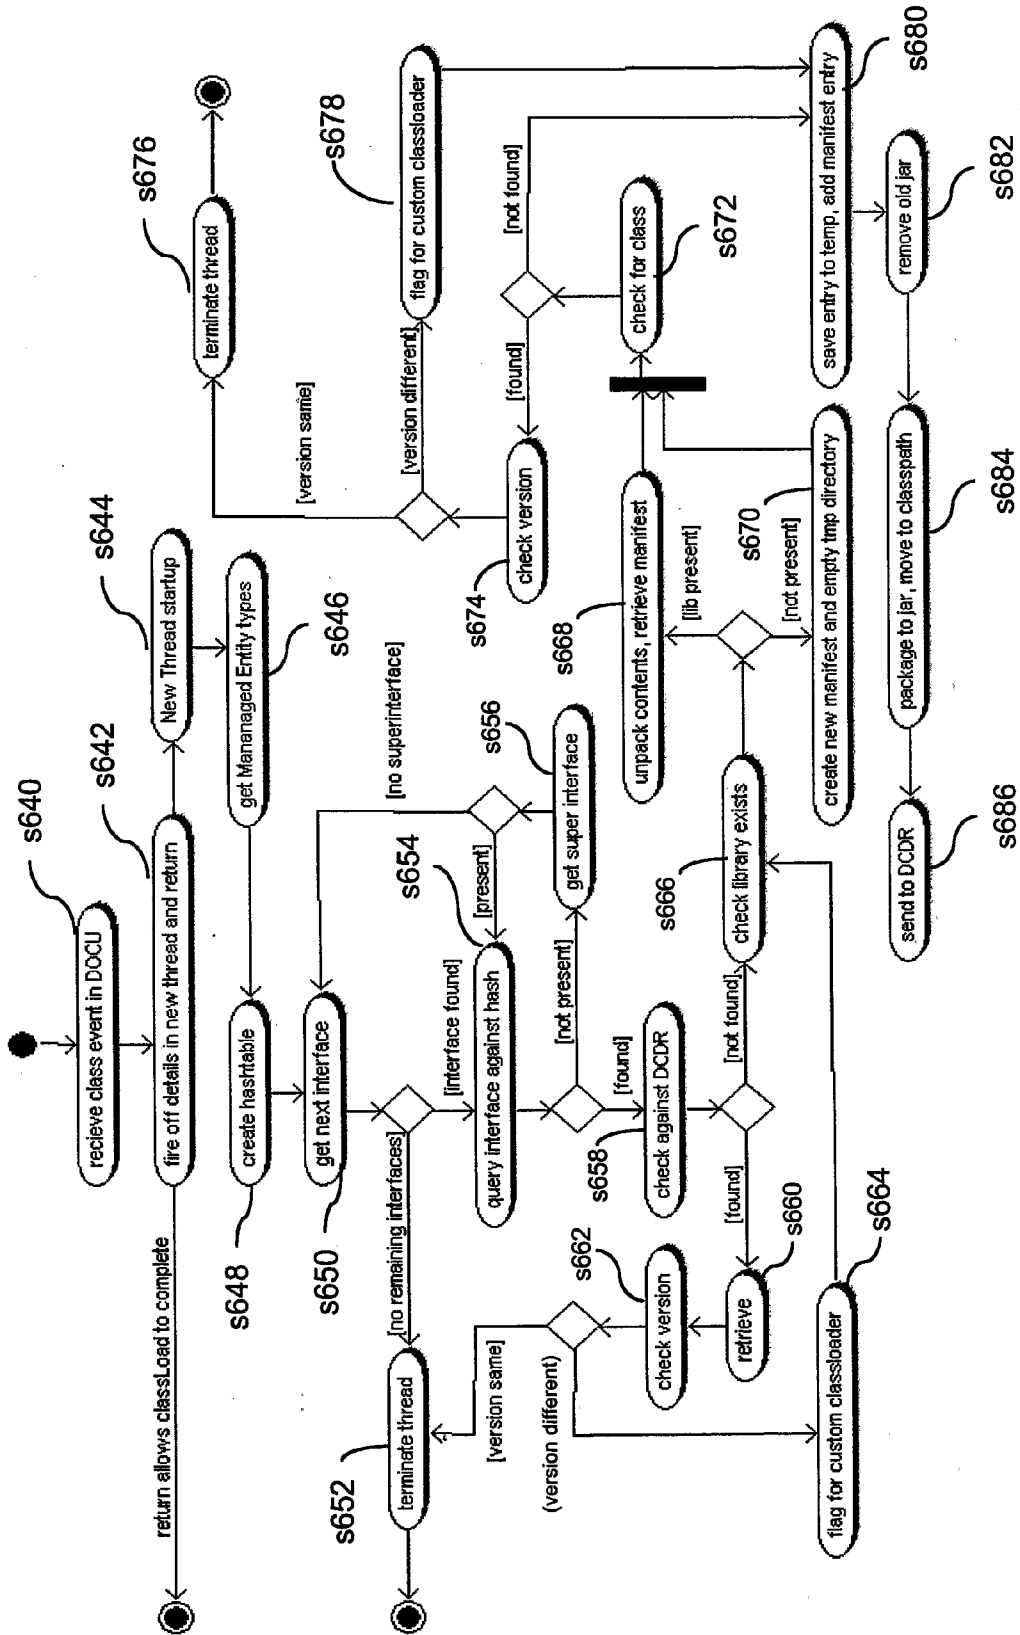 s640
recieve class event in DOCU
s642
fire off details in new thread and return
return allows classLoad to complete
s644
New Thread startup
get Mananaged Entity types
s646
create hashtable
s648
get next interface
s650
[no remaining interfaces]
terminate thread
s652
[interface found]
query interface against hash
s654
[present]
[no superinterface]
[not present]
get super interface
s656
[found]
check against DCDR
s658
[found]
[not found]
retrieve
s660
check version
s662
[version same]
(version different)
flag for custom classloader
s664
check library exists
s666
[lib present]
[not present]
unpack contents, retrieve manifest
s668
create new manifest and empty tmp directory
s670
check for class
s672
[found]
[not found]
check version
s674
[version same]
[version different]
terminate thread
s676
flag for custom classloader
s678
save entry to temp, add manifest entry
s680
remove old jar
s682
package to jar, move to classpath
s684
send to DCDR
s686